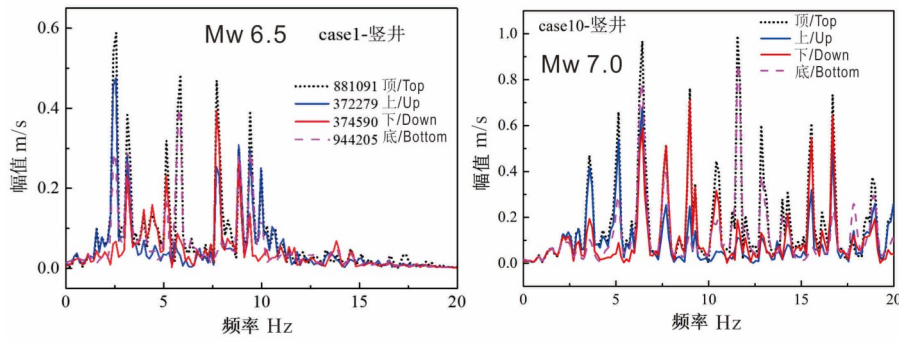 Mw 6.5
case1-竖井
881091 顶/Top
372279 上/Up
374590 下/Down
944205 底/Bottom
幅值 m/s
0.6
0.4
0.2
0.0
0 5 10 15 20
频率 Hz
case10-竖井
Mw 7.0
顶/Top
上/Up
下/Down
底/Bottom
幅值 m/s
1.0
0.8
0.6
0.4
0.2
0.0
0 5 10 15 20
频率 Hz